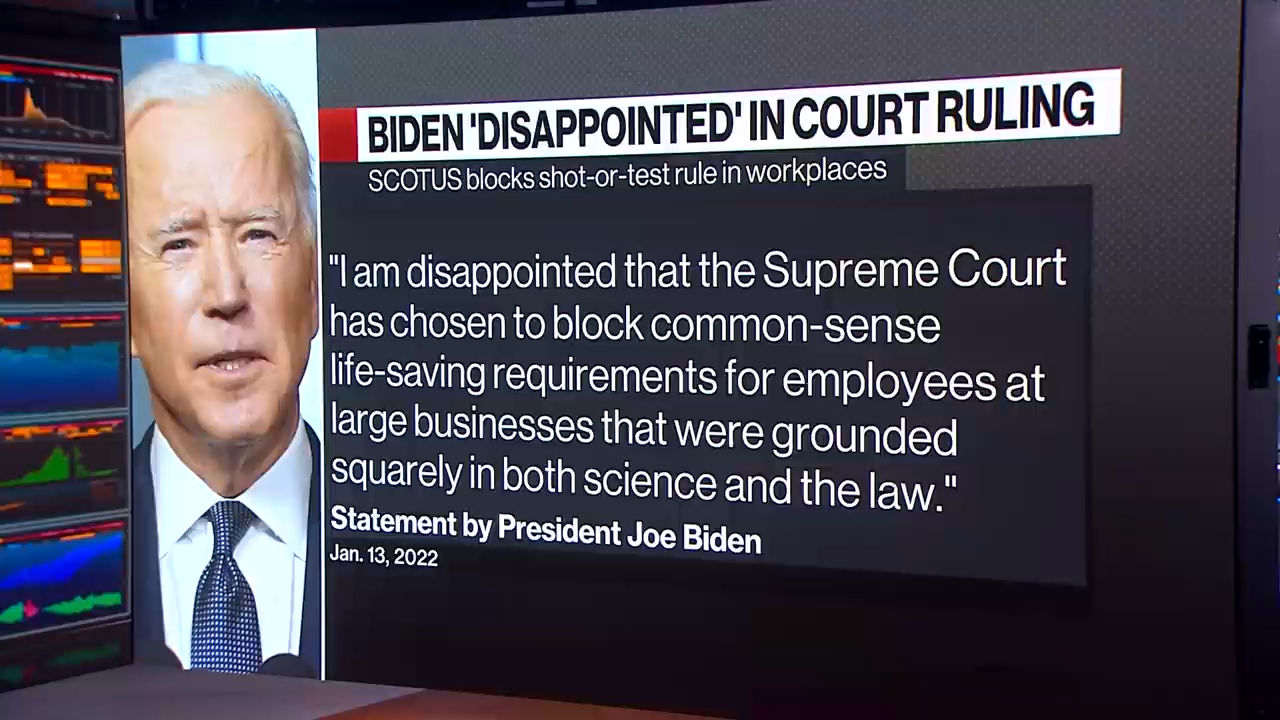 BIDEN 'DISAPPOINTED' IN COURT RULING
SCOTUS blocks shot-or-test rule in workplaces
"I am disappointed that the Supreme Court
has chosen to block common-sense
life-saving requirements for employees at
large businesses that were grounded
squarely in both science and the law."
Statement by President Joe Biden
Jan. 13, 2022